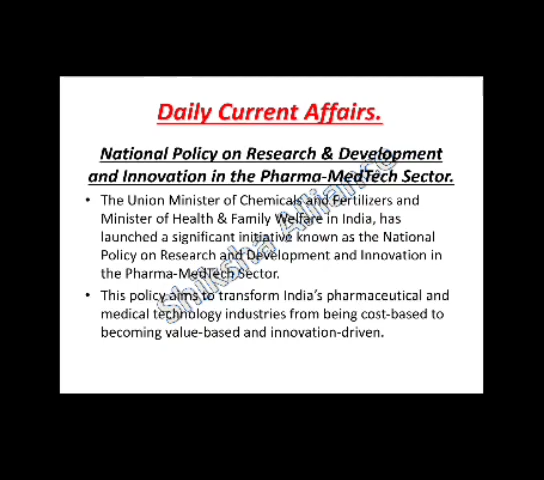 Daily Current Affairs.
National Policy on Research & Development
and Innovation in the Pharma-MedTech Sector.
• The Union Minister of Chemicals and Fertilizers and
Minister of Health & Family Welfare in India, has
launched a significant initiative known as the National
Policy on Research and Development and Innovation in
the Pharma-MedTech Sector.
• This policy aims to transform India's pharmaceutical and
medical technology industries from being cost-based to
becoming value-based and innovation-driven.
Shiksha Alliance